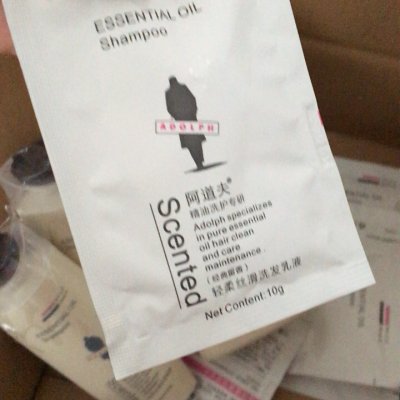 ESSENTIAL OIL
Shampoo
ADOLPH
阿道夫®
精油洗护专研
Scented
Adolph specializes
in pure essential
oil hair clean
and care
maintenance
(经典留香)
轻柔丝滑洗发乳液
Net Content:10g